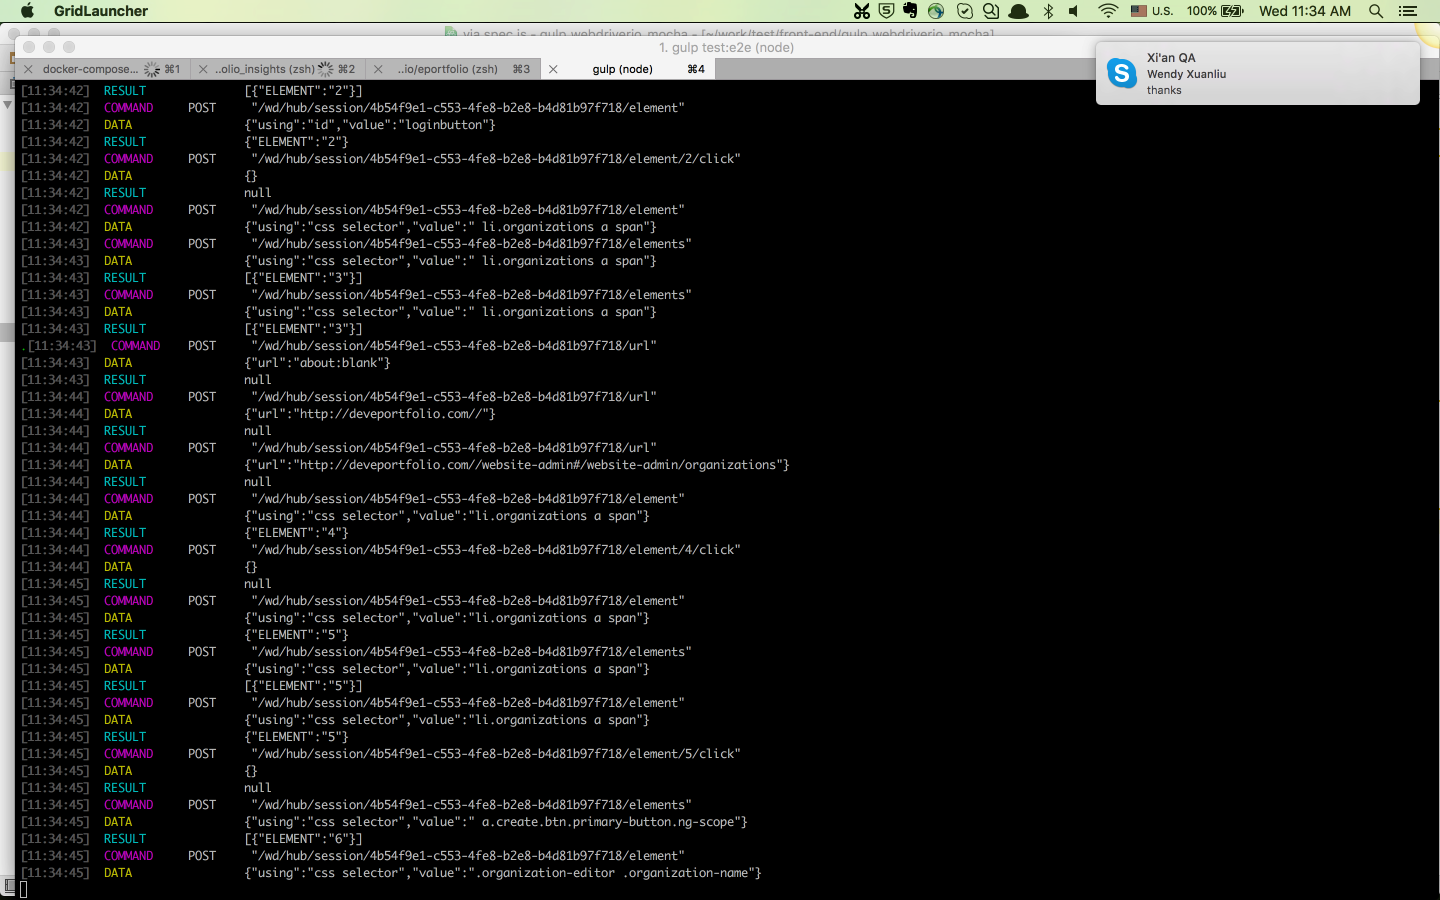 GridLauncher
U.S.
100%
Wed 11:34 AM
via.spec.js - gulp_webdriverio_mocha - [~/work/test/front-end/gulp_webdriverio_mocha]
1. gulp test:e2e (node)
docker-compose... ⌘1
..olio_insights (zsh) ⌘2
..io/eportfolio (zsh) ⌘3
gulp (node) ⌘4
Xi'an QA
Wendy Xuanliu
thanks
[11:34:42] RESULT [{"ELEMENT":"2"}]
[11:34:42] COMMAND POST "/wd/hub/session/4b54f9e1-c553-4fe8-b2e8-b4d81b97f718/element"
[11:34:42] DATA {"using":"id","value":"loginbutton"}
[11:34:42] RESULT {"ELEMENT":"2"}
[11:34:42] COMMAND POST "/wd/hub/session/4b54f9e1-c553-4fe8-b2e8-b4d81b97f718/element/2/click"
[11:34:42] DATA {}
[11:34:42] RESULT null
[11:34:42] COMMAND POST "/wd/hub/session/4b54f9e1-c553-4fe8-b2e8-b4d81b97f718/element"
[11:34:42] DATA {"using":"css selector","value":" li.organizations a span"}
[11:34:43] COMMAND POST "/wd/hub/session/4b54f9e1-c553-4fe8-b2e8-b4d81b97f718/elements"
[11:34:43] DATA {"using":"css selector","value":" li.organizations a span"}
[11:34:43] RESULT [{"ELEMENT":"3"}]
[11:34:43] COMMAND POST "/wd/hub/session/4b54f9e1-c553-4fe8-b2e8-b4d81b97f718/elements"
[11:34:43] DATA {"using":"css selector","value":" li.organizations a span"}
[11:34:43] RESULT [{"ELEMENT":"3"}]
.[11:34:43] COMMAND POST "/wd/hub/session/4b54f9e1-c553-4fe8-b2e8-b4d81b97f718/url"
[11:34:43] DATA {"url":"about:blank"}
[11:34:43] RESULT null
[11:34:44] COMMAND POST "/wd/hub/session/4b54f9e1-c553-4fe8-b2e8-b4d81b97f718/url"
[11:34:44] DATA {"url":"http://deveportfolio.com//"}
[11:34:44] RESULT null
[11:34:44] COMMAND POST "/wd/hub/session/4b54f9e1-c553-4fe8-b2e8-b4d81b97f718/url"
[11:34:44] DATA {"url":"http://deveportfolio.com//website-admin#/website-admin/organizations"}
[11:34:44] RESULT null
[11:34:44] COMMAND POST "/wd/hub/session/4b54f9e1-c553-4fe8-b2e8-b4d81b97f718/element"
[11:34:44] DATA {"using":"css selector","value":"li.organizations a span"}
[11:34:44] RESULT {"ELEMENT":"4"}
[11:34:44] COMMAND POST "/wd/hub/session/4b54f9e1-c553-4fe8-b2e8-b4d81b97f718/element/4/click"
[11:34:44] DATA {}
[11:34:45] RESULT null
[11:34:45] COMMAND POST "/wd/hub/session/4b54f9e1-c553-4fe8-b2e8-b4d81b97f718/element"
[11:34:45] DATA {"using":"css selector","value":"li.organizations a span"}
[11:34:45] RESULT {"ELEMENT":"5"}
[11:34:45] COMMAND POST "/wd/hub/session/4b54f9e1-c553-4fe8-b2e8-b4d81b97f718/elements"
[11:34:45] DATA {"using":"css selector","value":"li.organizations a span"}
[11:34:45] RESULT [{"ELEMENT":"5"}]
[11:34:45] COMMAND POST "/wd/hub/session/4b54f9e1-c553-4fe8-b2e8-b4d81b97f718/element"
[11:34:45] DATA {"using":"css selector","value":"li.organizations a span"}
[11:34:45] RESULT {"ELEMENT":"5"}
[11:34:45] COMMAND POST "/wd/hub/session/4b54f9e1-c553-4fe8-b2e8-b4d81b97f718/element/5/click"
[11:34:45] DATA {}
[11:34:45] RESULT null
[11:34:45] COMMAND POST "/wd/hub/session/4b54f9e1-c553-4fe8-b2e8-b4d81b97f718/elements"
[11:34:45] DATA {"using":"css selector","value":" a.create.btn.primary-button.ng-scope"}
[11:34:45] RESULT [{"ELEMENT":"6"}]
[11:34:45] COMMAND POST "/wd/hub/session/4b54f9e1-c553-4fe8-b2e8-b4d81b97f718/element"
[11:34:45] DATA {"using":"css selector","value":".organization-editor .organization-name"}